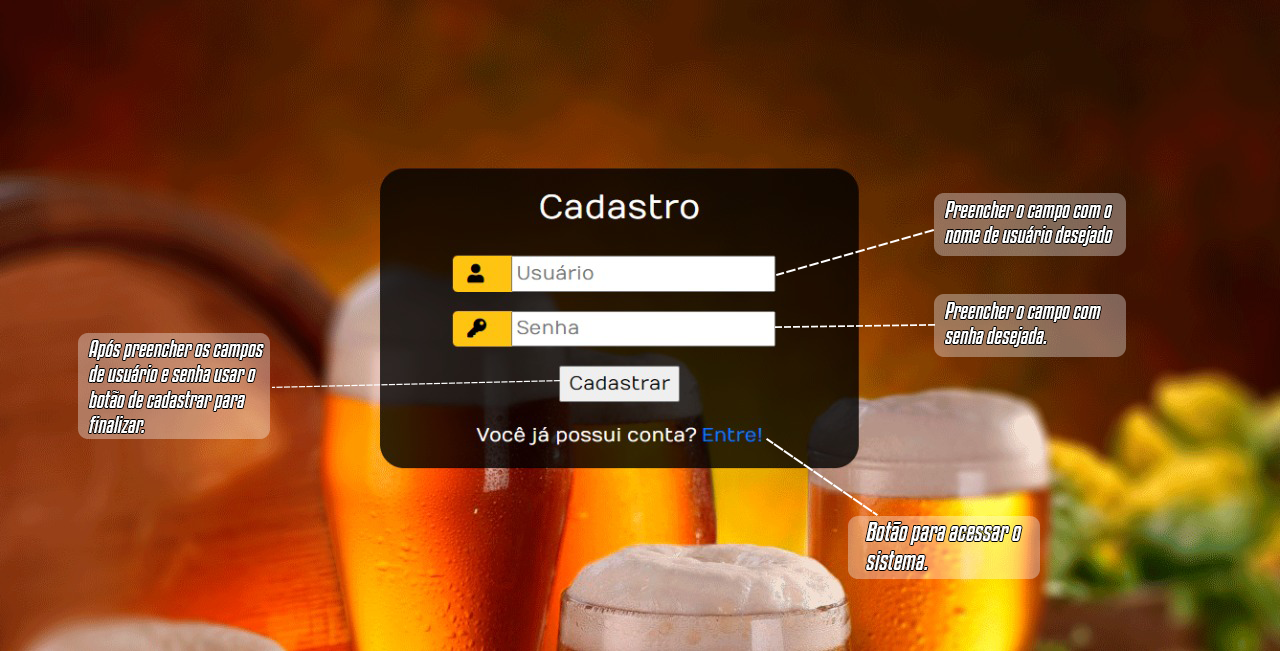 Cadastro
Usuário
Senha
Cadastrar
Você já possui conta? Entre!
Preencher o campo com o
nome de usuário desejado
Preencher o campo com
senha desejada.
Após preencher os campos
de usuário e senha usar o
botão de cadastrar para
finalizar.
Botão para acessar o
sistema.